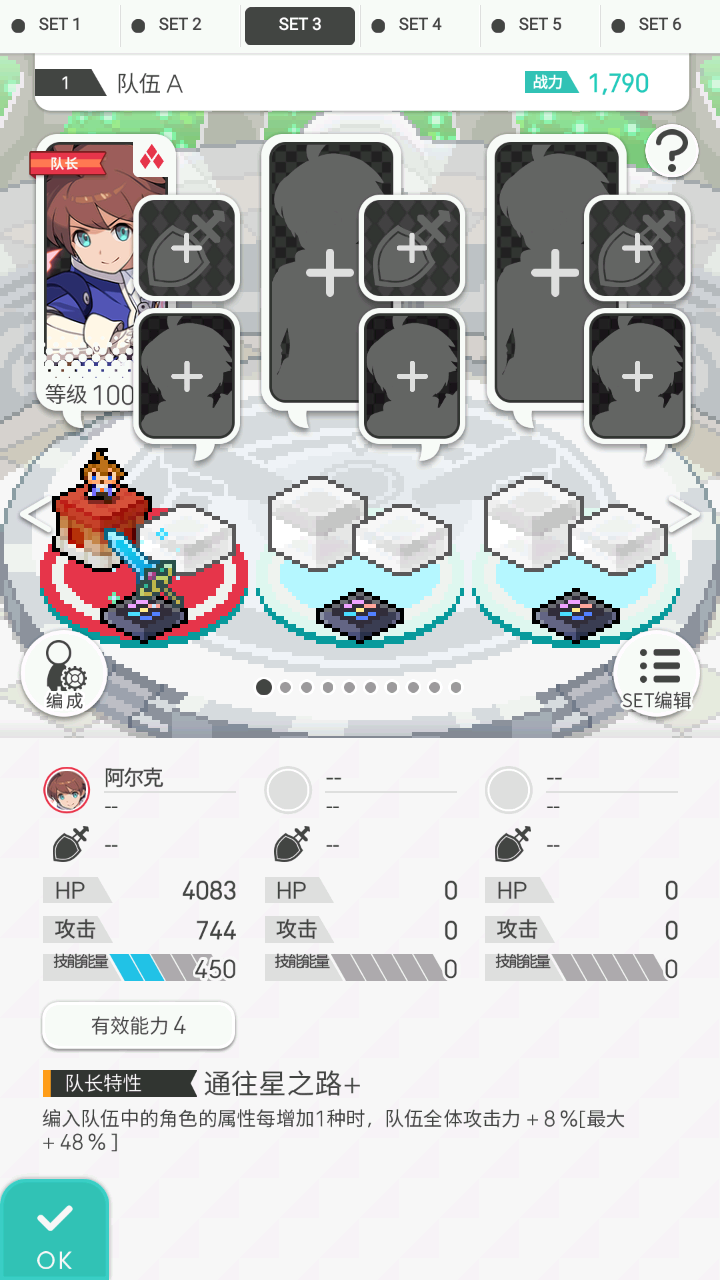 SET 1 SET 2 SET 3 SET 4 SET 5 SET 6
1 队伍 A 战力 1,790
队长
?
等级 100
编成
SET编辑
阿尔克 -- --
-- -- --
-- -- --
HP 4083 HP 0 HP 0
攻击 744 攻击 0 攻击 0
技能能量 450 技能能量 0 技能能量 0
有效能力 4
队长特性 通往星之路+
编入队伍中的角色的属性每增加1种时，队伍全体攻击力 + 8 %[最大
+ 48 % ]
OK